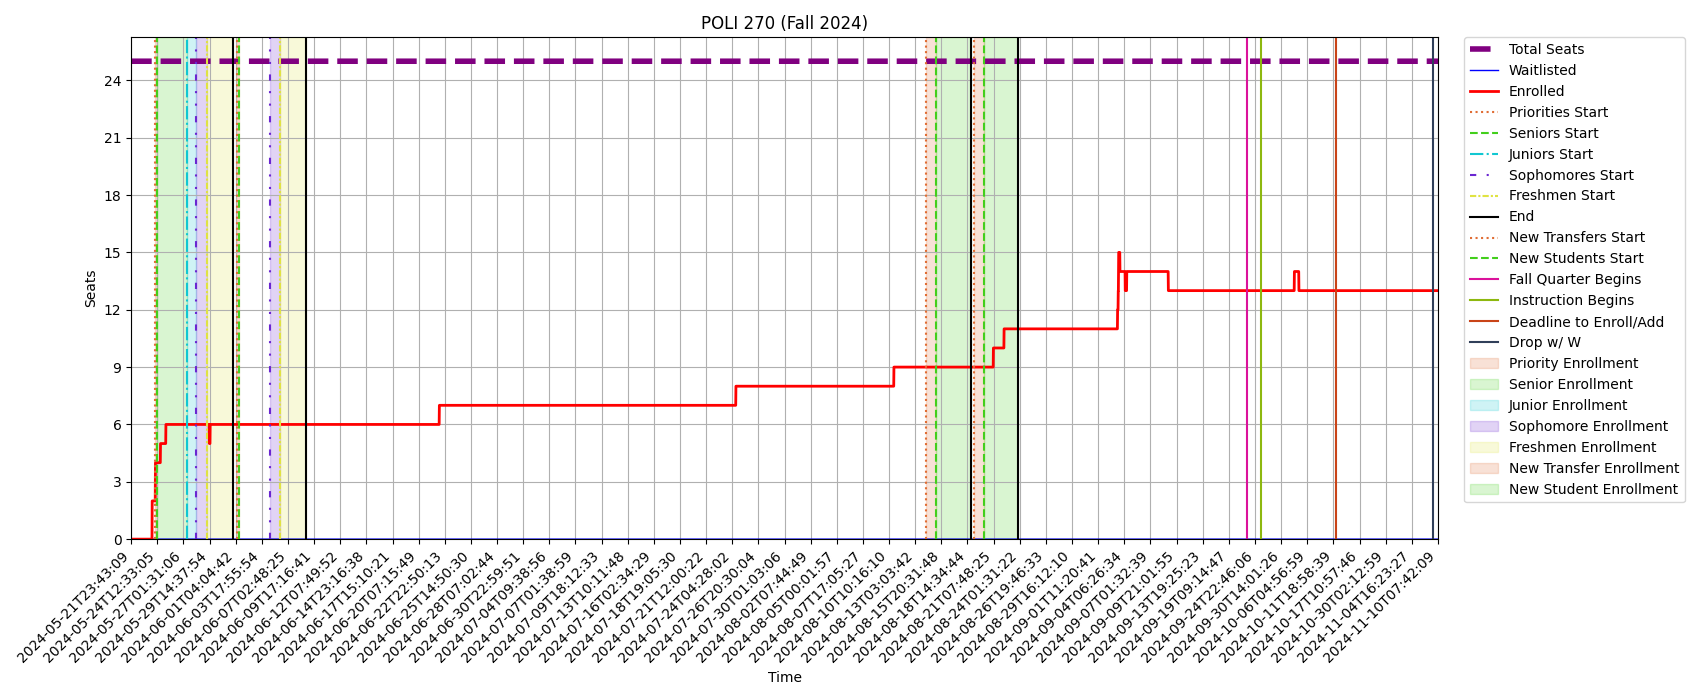 POLI 270 (Fall 2024)
Seats
24
21
18
15
12
9
6
3
0
2024-05-21T23:43:09
2024-05-24T12:33:05
2024-05-27T01:31:06
2024-05-29T14:37:54
2024-06-01T04:04:42
2024-06-03T17:55:54
2024-06-07T02:48:25
2024-06-09T17:16:41
2024-06-12T07:49:52
2024-06-14T23:16:38
2024-06-17T15:10:21
2024-06-20T07:15:49
2024-06-22T22:50:13
2024-06-25T14:50:30
2024-06-28T07:02:44
2024-06-30T22:59:51
2024-07-04T09:38:56
2024-07-07T01:38:59
2024-07-09T18:12:33
2024-07-13T10:11:48
2024-07-16T02:34:29
2024-07-18T19:05:30
2024-07-21T12:00:22
2024-07-24T04:28:02
2024-07-26T20:30:04
2024-07-30T01:03:06
2024-08-02T07:44:49
2024-08-05T00:01:57
2024-08-07T17:05:27
2024-08-10T10:16:10
2024-08-13T03:03:42
2024-08-15T20:31:48
2024-08-18T14:34:44
2024-08-21T07:48:25
2024-08-24T01:31:22
2024-08-26T19:46:33
2024-08-29T16:12:10
2024-09-01T11:20:41
2024-09-04T06:26:34
2024-09-07T01:32:39
2024-09-09T21:01:55
2024-09-13T19:25:23
2024-09-19T09:14:47
2024-09-24T22:46:06
2024-09-30T14:01:26
2024-10-06T04:56:59
2024-10-11T18:58:39
2024-10-17T10:57:46
2024-10-30T02:12:59
2024-11-04T16:23:27
2024-11-10T07:42:09
Time
Total Seats
Waitlisted
Enrolled
Priorities Start
Seniors Start
Juniors Start
Sophomores Start
Freshmen Start
End
New Transfers Start
New Students Start
Fall Quarter Begins
Instruction Begins
Deadline to Enroll/Add
Drop w/ W
Priority Enrollment
Senior Enrollment
Junior Enrollment
Sophomore Enrollment
Freshmen Enrollment
New Transfer Enrollment
New Student Enrollment